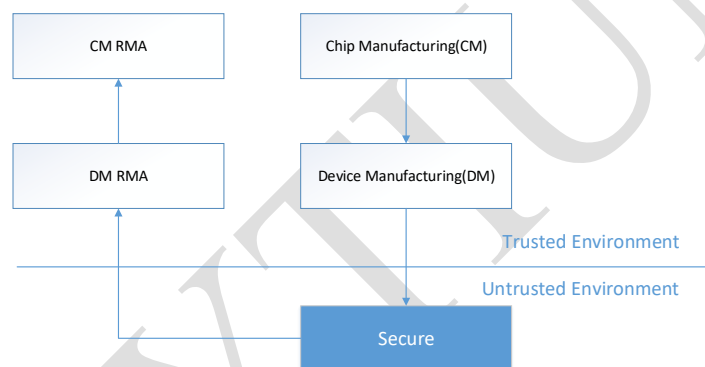 CM RMA
Chip Manufacturing(CM)
DM RMA
Device Manufacturing(DM)
Trusted Environment
Untrusted Environment
Secure